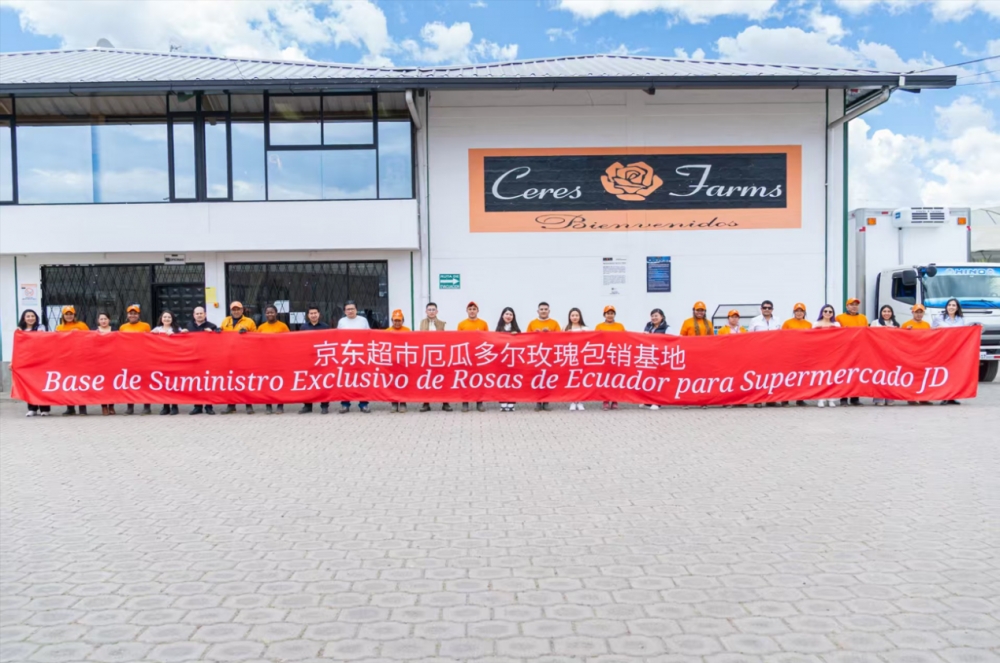 Ceres Farms
Bienvenidos
HINO
京东超市厄瓜多尔玫瑰包销基地
Base de Suministro Exclusivo de Rosas de Ecuador para Supermercado JD